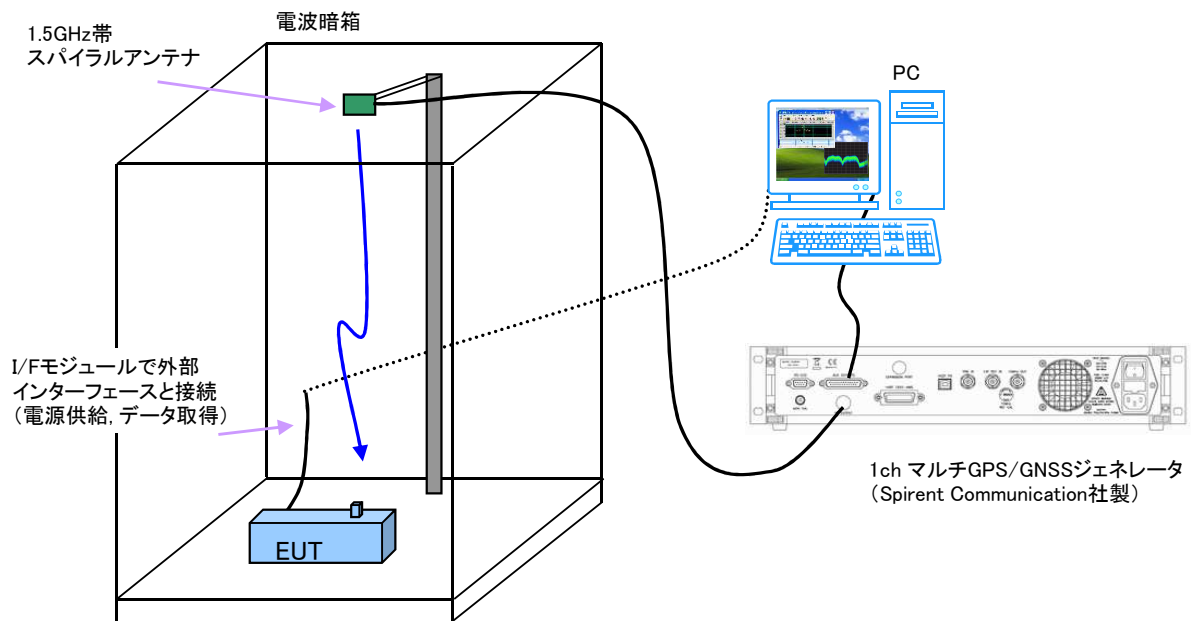 電波暗箱
1.5GHz帯
スパイラルアンテナ
PC
I/Fモジュールで外部
インターフェースと接続
（電源供給, データ取得）
EUT
1ch マルチGPS/GNSSジェネレータ
（Spirent Communication社製）